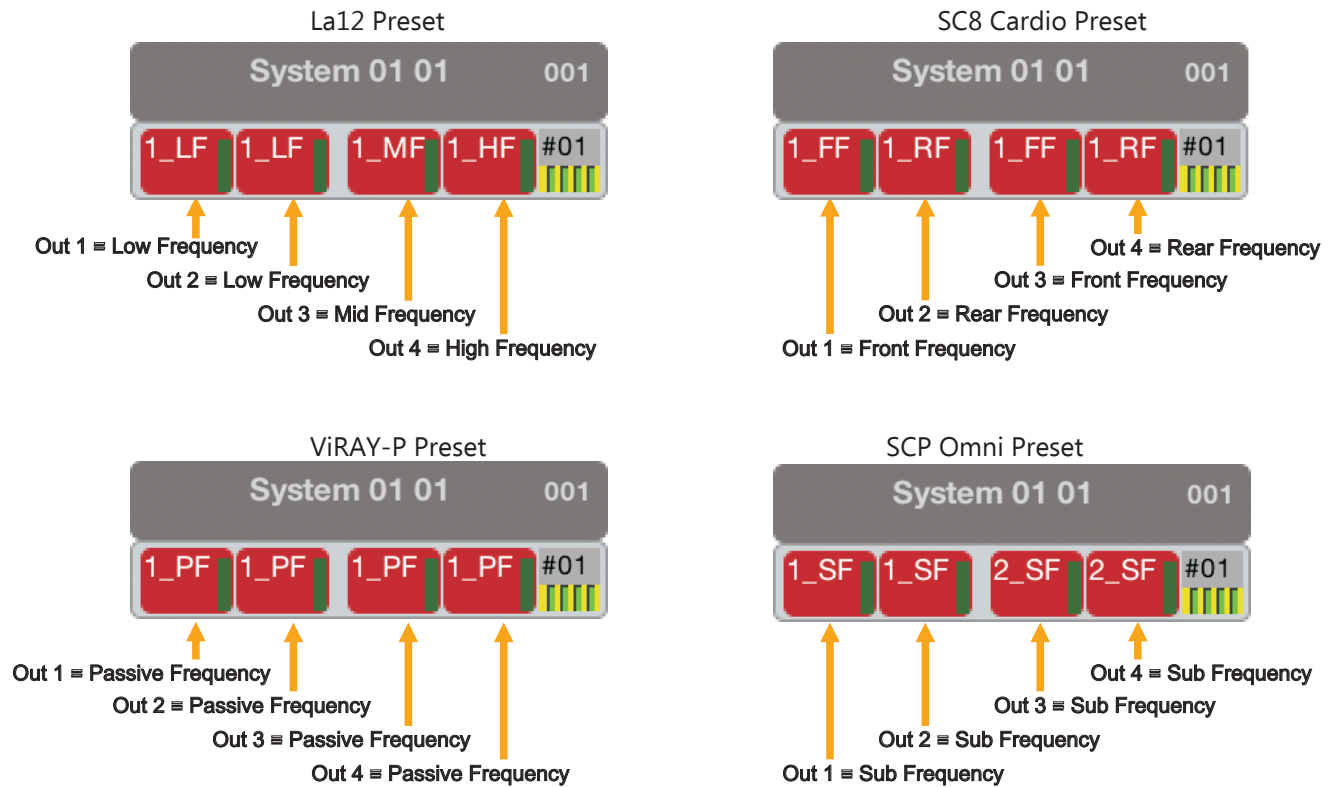 La12 Preset
System 01 01 001
1_LF 1_LF 1_MF 1_HF #01
Out 1 = Low Frequency
Out 2 = Low Frequency
Out 3 = Mid Frequency
Out 4 = High Frequency
SC8 Cardio Preset
System 01 01 001
1_FF 1_RF 1_FF 1_RF #01
Out 4 = Rear Frequency
Out 3 = Front Frequency
Out 2 = Rear Frequency
Out 1 = Front Frequency
ViRAY-P Preset
System 01 01 001
1_PF 1_PF 1_PF 1_PF #01
Out 1 = Passive Frequency
Out 2 = Passive Frequency
Out 3 = Passive Frequency
Out 4 = Passive Frequency
SCP Omni Preset
System 01 01 001
1_SF 1_SF 2_SF 2_SF #01
Out 4 = Sub Frequency
Out 3 = Sub Frequency
Out 2 = Sub Frequency
Out 1 = Sub Frequency